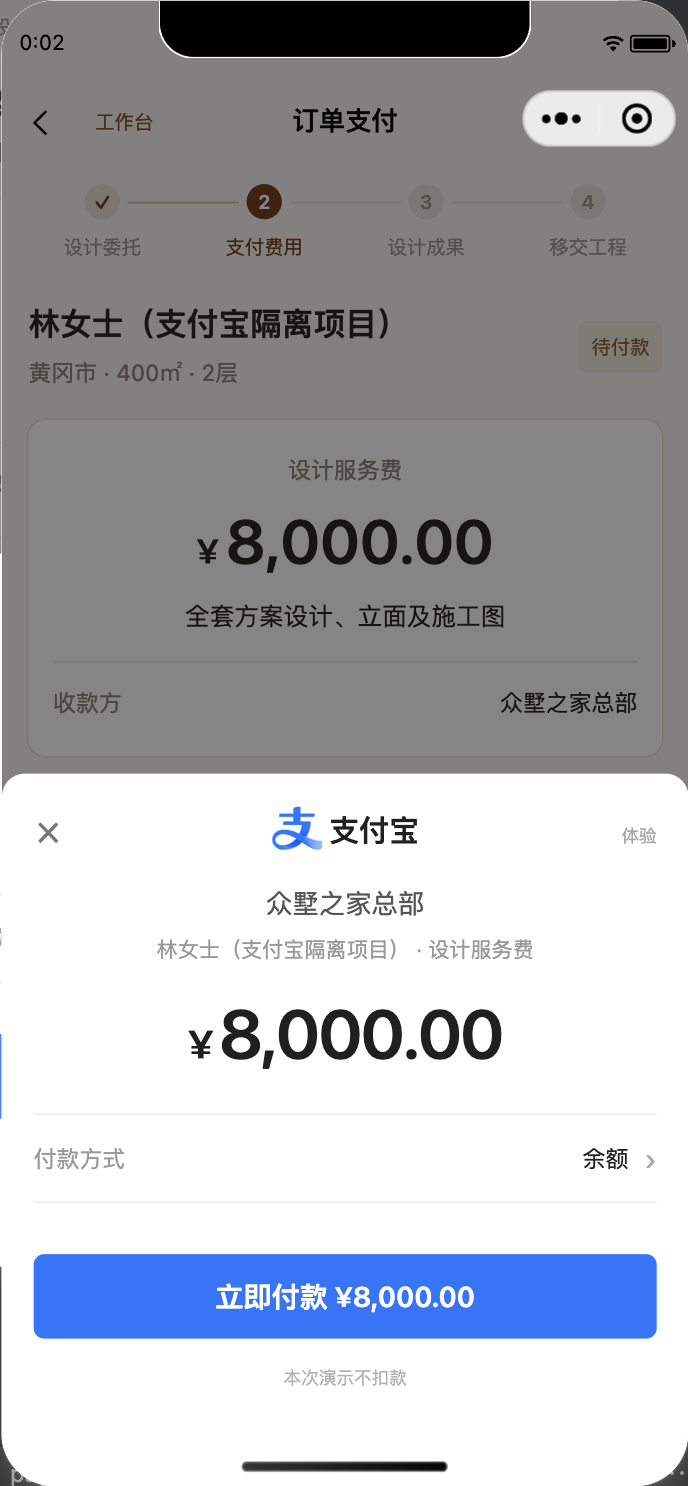 0:02
工作台
订单支付
2
3
4
设计委托
支付费用
设计成果
移交工程
林女士（支付宝隔离项目）
待付款
黄冈市 · 400㎡ · 2层
设计服务费
¥8,000.00
全套方案设计、立面及施工图
收款方
众墅之家总部
支付宝
体验
众墅之家总部
林女士（支付宝隔离项目） · 设计服务费
¥8,000.00
付款方式
余额
立即付款 ¥8,000.00
本次演示不扣款